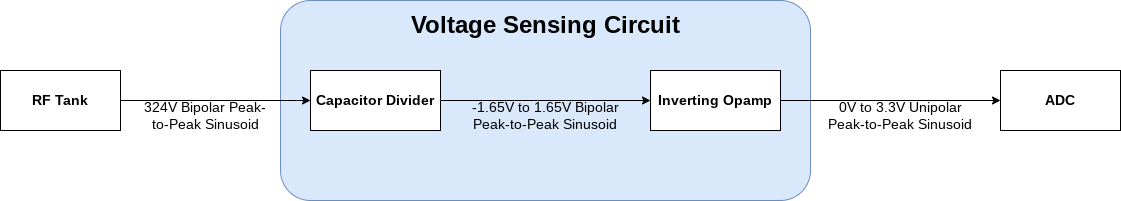 Voltage Sensing Circuit
RF Tank
324V Bipolar Peak-
to-Peak Sinusoid
Capacitor Divider
-1.65V to 1.65V Bipolar
Peak-to-Peak Sinusoid
Inverting Opamp
0V to 3.3V Unipolar
Peak-to-Peak Sinusoid
ADC